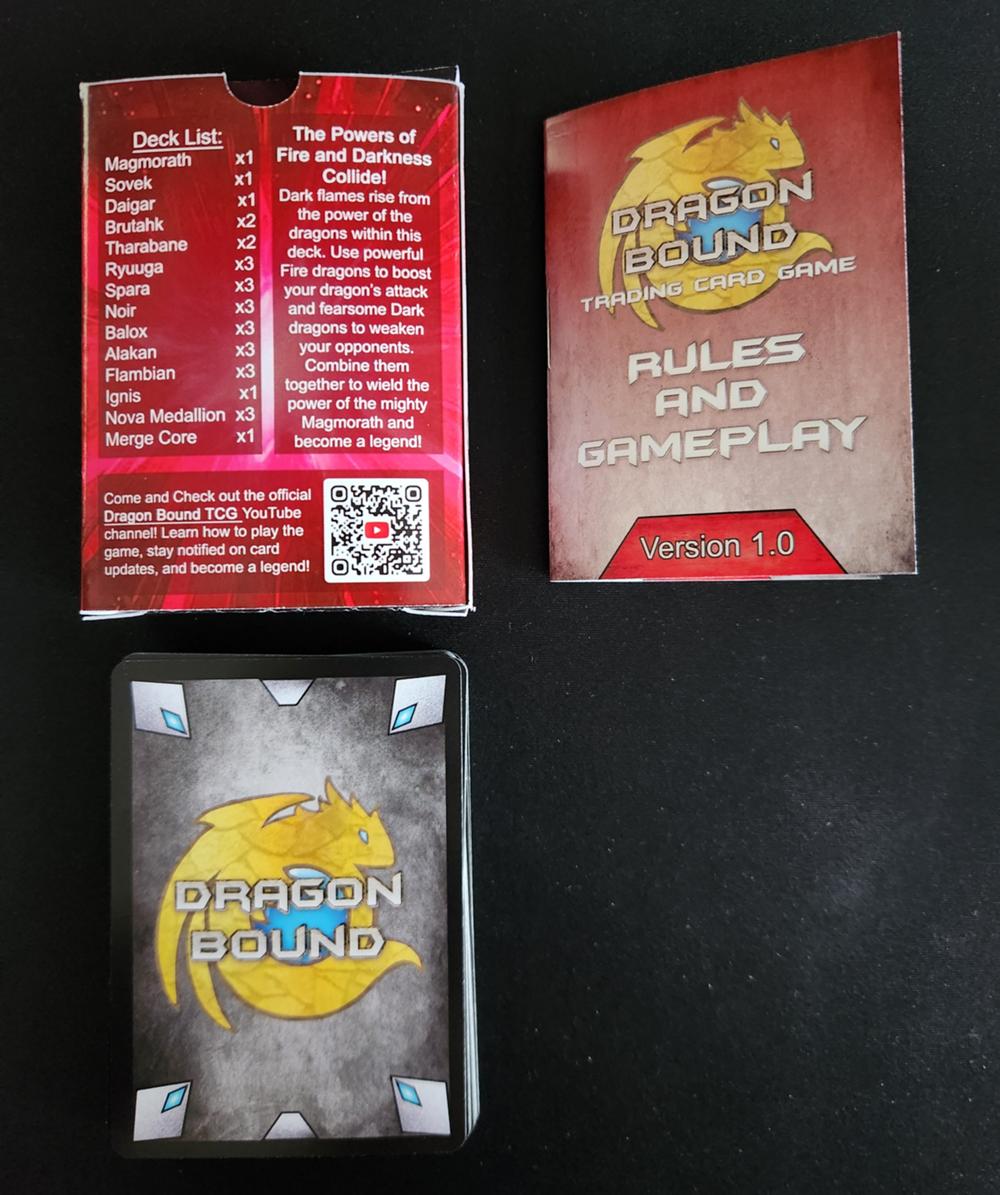 Deck List:
Magmorath x1
Sovek x1
Daigar x1
Brutahk x2
Tharabane x2
Ryuuga x3
Spara x3
Noir x3
Balox x3
Alakan x3
Flambian x3
Ignis x1
Nova Medallion x3
Merge Core x1
The Powers of
Fire and Darkness
Collide!
Dark flames rise from
the power of the
dragons within this
deck. Use powerful
Fire dragons to boost
your dragon's attack
and fearsome Dark
dragons to weaken
your opponents.
Combine them
together to wield the
power of the mighty
Magmorath and
become a legend!
Come and Check out the official
Dragon Bound TCG YouTube
channel! Learn how to play the
game, stay notified on card
updates, and become a legend!
DRAGON
BOUND
TRADING CARD GAME
RULES
AND
GAMEPLAY
Version 1.0
DRAGON
BOUND